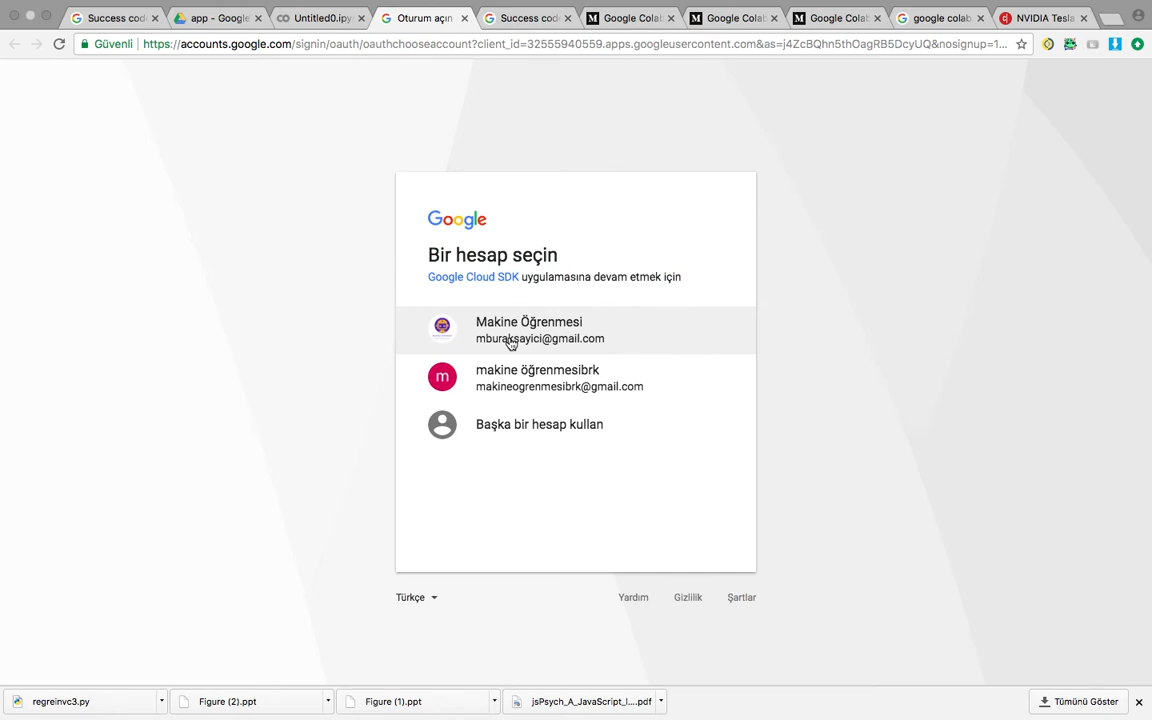 Success cod
app - Google
Untitled0.ipy
Oturum açın
Success cod
Google Colab
Google Colab
Google Colab
google colab
NVIDIA Tesla
Güvenli
https://accounts.google.com/signin/oauth/oauthchooseaccount?client_id=32555940559.apps.googleusercontent.com&as=j4ZcBQhn5thOagRB5DcyUQ&nosignup=1...
Google
Bir hesap seçin
Google Cloud SDK uygulamasına devam etmek için
Makine Öğrenmesi
mburaksayici@gmail.com
m
makine öğrenmesibrk
makineogrenmesibrk@gmail.com
Başka bir hesap kullan
Türkçe
Yardım
Gizlilik
Şartlar
regreinvc3.py
Figure (2).ppt
Figure (1).ppt
jsPsych_A_JavaScript_l....pdf
Tümünü Göster